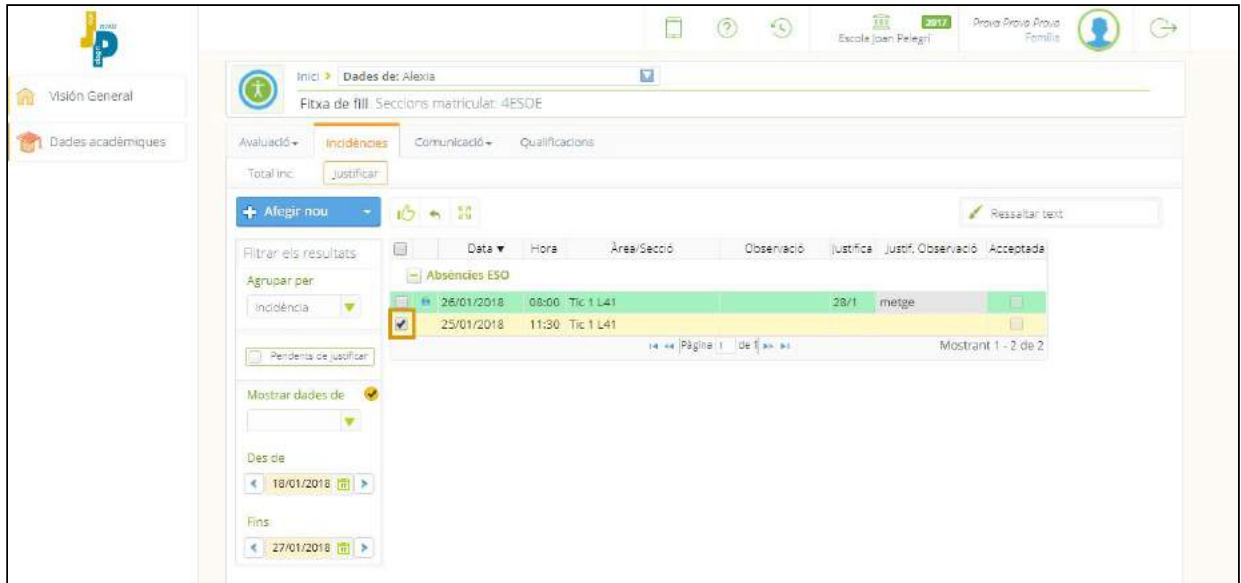 2017
Prova Prova Prova
Escola Joan Pelegrí
Família
Inici > Dades de: Alexia
Visión General
Fitxa de fill. Seccions matriculat: 4ESOE
Dades acadèmiques
Avaluació Incidències Comunicació Qualificacions
Total inc. Justificar
Afegir nou
Ressaltar text
Filtrar els resultats
Data Hora Àrea/Secció Observació Justifica Justif. Observació Acceptada
Agrupar per
Absències ESO
Incidència
26/01/2018 08:00 Tic 1 L41 28/1 metge
25/01/2018 11:30 Tic 1 L41
Pàgina 1 de 1 Mostrant 1 - 2 de 2
Pendents de justificar
Mostrar dades de
Des de
18/01/2018
Fins
27/01/2018